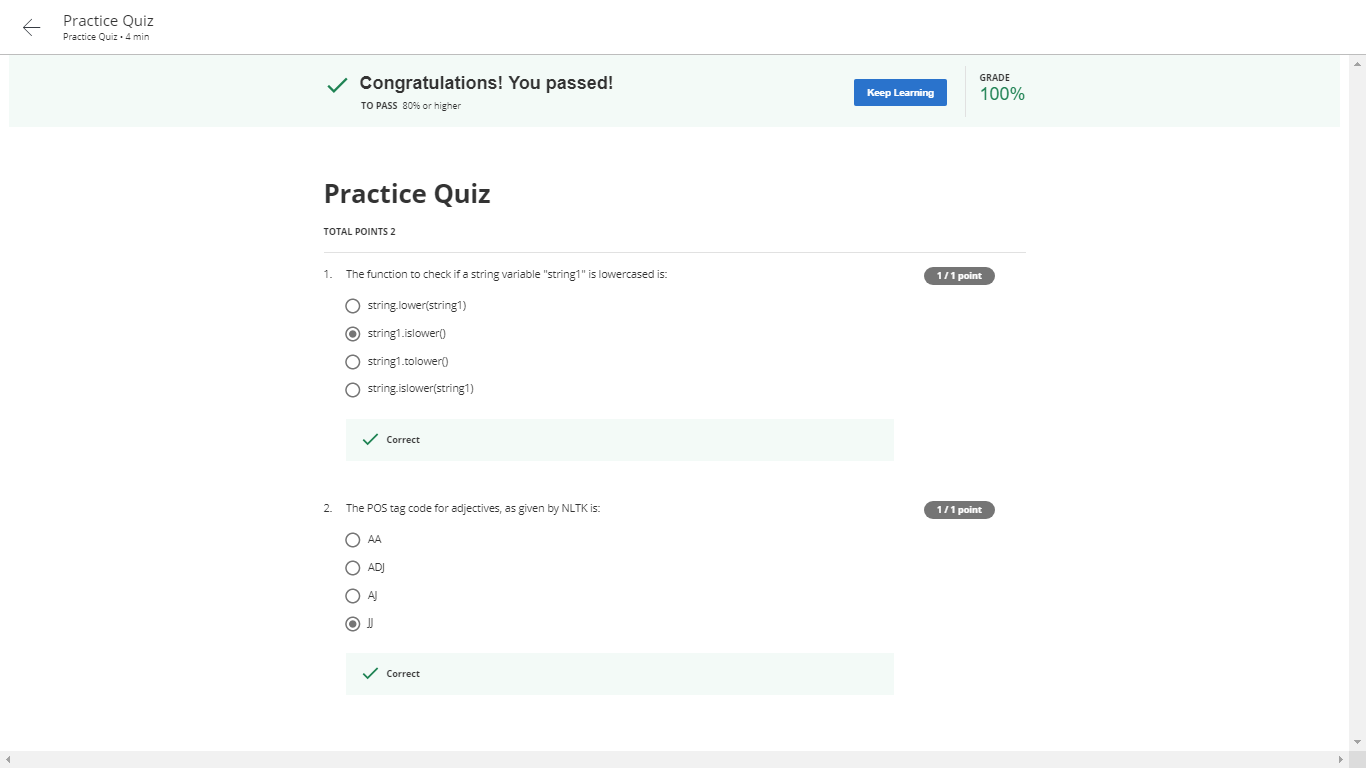 Practice Quiz
Practice Quiz • 4 min
Congratulations! You passed!
TO PASS 80% or higher
Keep Learning
GRADE
100%
Practice Quiz
TOTAL POINTS 2
1. The function to check if a string variable "string1" is lowercased is:
1 / 1 point
string.lower(string1)
string1.islower()
string1.tolower()
string.islower(string1)
Correct
2. The POS tag code for adjectives, as given by NLTK is:
1 / 1 point
AA
ADJ
AJ
JJ
Correct